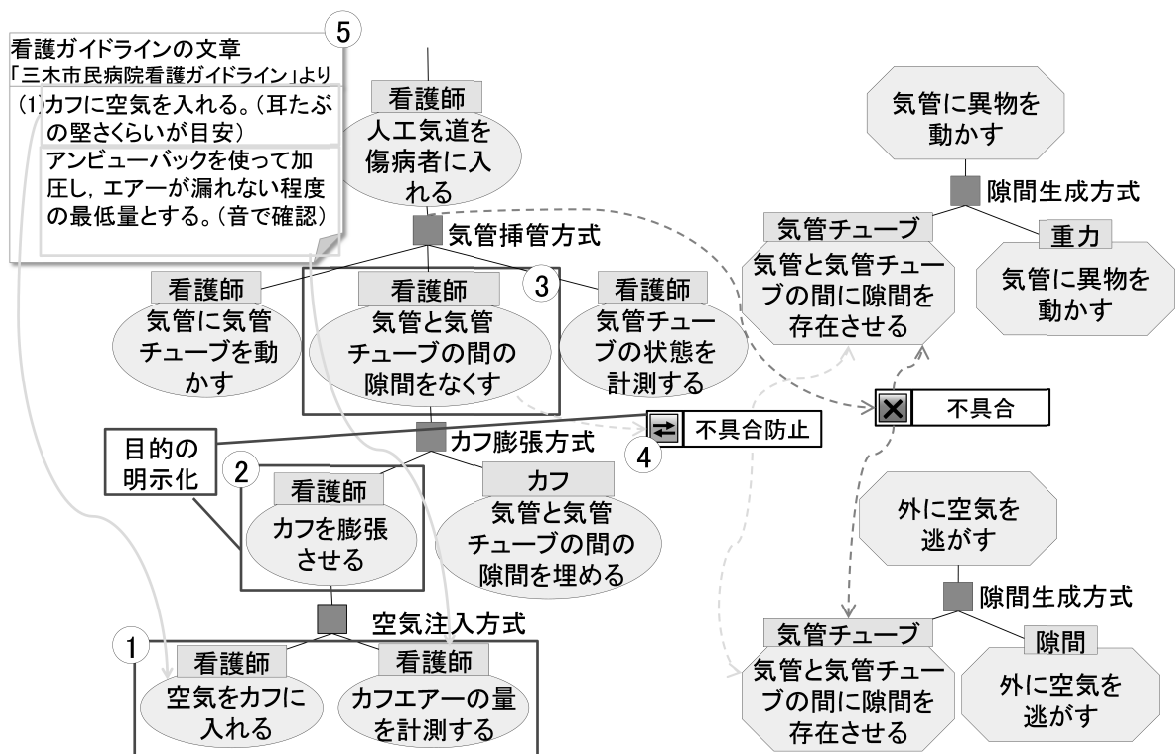 ⑤
看護ガイドラインの文章
「三木市民病院看護ガイドライン」より
(1)カフに空気を入れる。(耳たぶ
の堅さくらいが目安)
アンビューバックを使って加
圧し,エアーが漏れない程度
の最低量とする。(音で確認)
看護師
人工気道を
傷病者に入
れる
気管挿管方式
看護師
気管に気管
チューブを動
かす
③
看護師
気管と気管
チューブの間の
隙間をなくす
看護師
気管チュー
ブの状態を
計測する
カフ膨張方式
目的の
明示化
②
看護師
カフを膨張
させる
カフ
気管と気管
チューブの間の
隙間を埋める
④
不具合防止
空気注入方式
①
看護師
空気をカフに
入れる
看護師
カフエアーの量
を計測する
気管に異物を
動かす
隙間生成方式
気管チューブ
気管と気管チュー
ブの間に隙間を
存在させる
重力
気管に異物を
動かす
不具合
外に空気を
逃がす
隙間生成方式
気管チューブ
気管と気管チュー
ブの間に隙間を
存在させる
隙間
外に空気を
逃がす